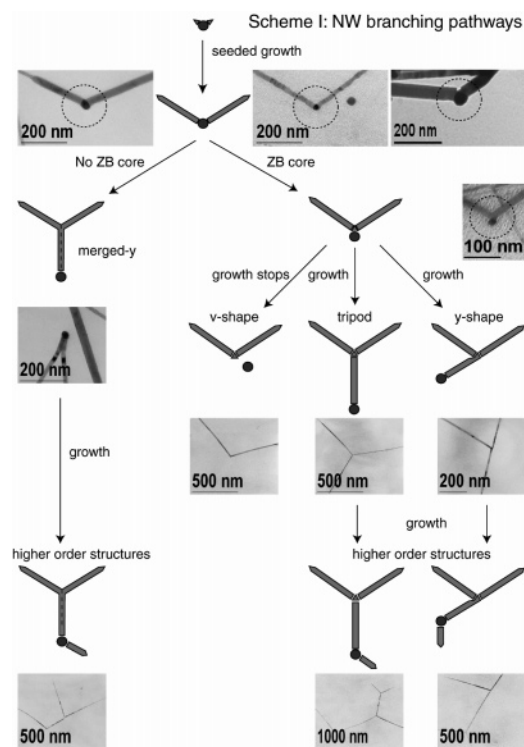 Scheme I: NW branching pathways
seeded growth
200 nm
200 nm
200 nm
No ZB core
ZB core
merged-y
100 nm
growth stops
growth
growth
v-shape
tripod
y-shape
200 nm
500 nm
500 nm
200 nm
growth
growth
higher order structures
higher order structures
500 nm
1000 nm
500 nm